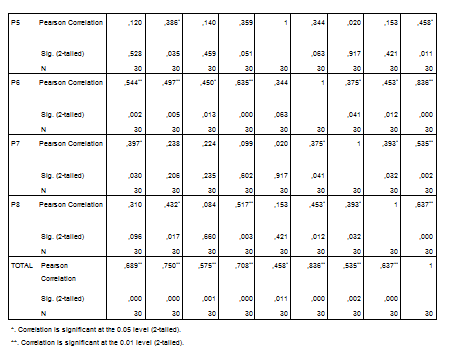 P5 Pearson Correlation ,120 ,386* ,140 ,359 1 ,344 ,020 ,153 ,458*
Sig. (2-tailed) ,528 ,035 ,459 ,051 ,063 ,917 ,421 ,011
N 30 30 30 30 30 30 30 30 30
P6 Pearson Correlation ,544** ,497** ,450* ,635** ,344 1 ,375* ,453* ,836**
Sig. (2-tailed) ,002 ,005 ,013 ,000 ,063 ,041 ,012 ,000
N 30 30 30 30 30 30 30 30 30
P7 Pearson Correlation ,397* ,238 ,224 ,099 ,020 ,375* 1 ,393* ,535**
Sig. (2-tailed) ,030 ,206 ,235 ,602 ,917 ,041 ,032 ,002
N 30 30 30 30 30 30 30 30 30
P8 Pearson Correlation ,310 ,432* ,084 ,517** ,153 ,453* ,393* 1 ,637**
Sig. (2-tailed) ,096 ,017 ,660 ,003 ,421 ,012 ,032 ,000
N 30 30 30 30 30 30 30 30 30
TOTAL Pearson ,689** ,750** ,575** ,708** ,458* ,836** ,535** ,637** 1
Correlation
Sig. (2-tailed) ,000 ,000 ,001 ,000 ,011 ,000 ,002 ,000
N 30 30 30 30 30 30 30 30 30
*. Correlation is significant at the 0.05 level (2-tailed).
**. Correlation is significant at the 0.01 level (2-tailed).